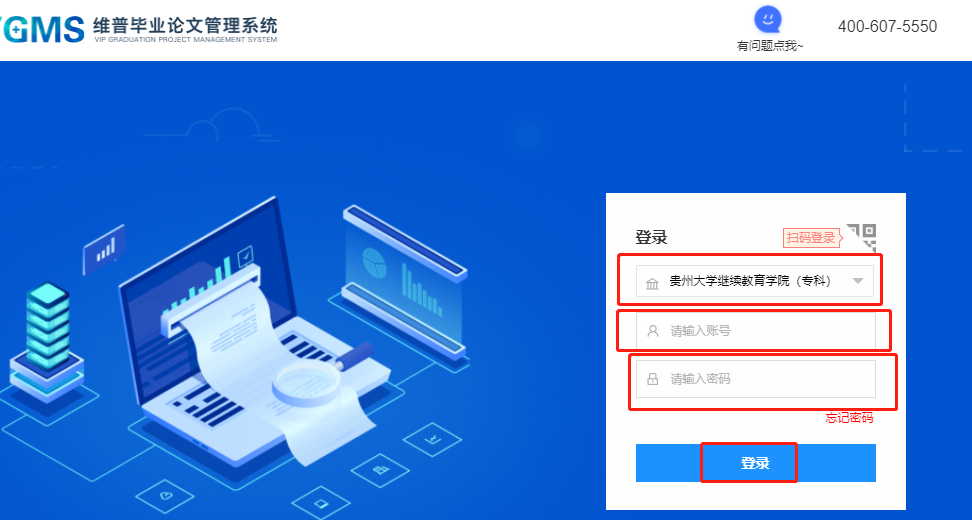 VGMS 维普毕业论文管理系统
VIP GRADUATION PROJECT MANAGEMENT SYSTEM
有问题点我~
400-607-5550
登录
扫码登录
贵州大学继续教育学院（专科）
请输入账号
请输入密码
忘记密码
登录